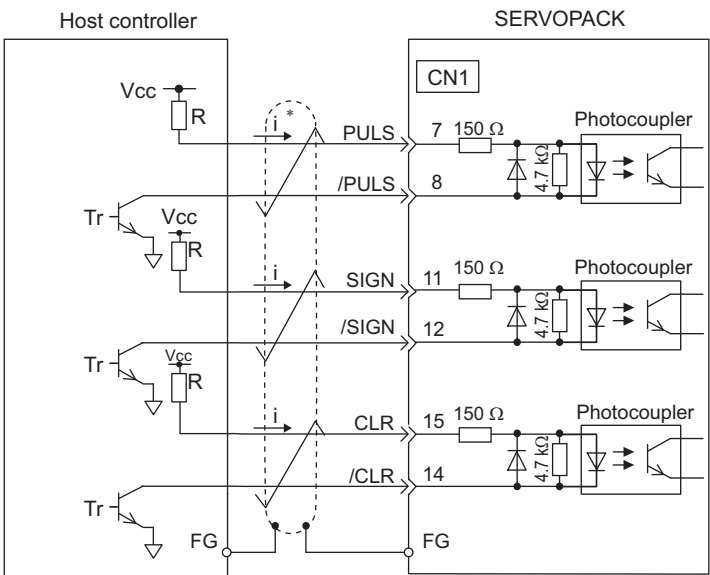 Host controller
SERVOPACK
CN1
Vcc
R
i
*
PULS
7
150 Ω
4.7 kΩ
Photocoupler
/PULS
8
Tr
Vcc
R
i
SIGN
11
150 Ω
4.7 kΩ
Photocoupler
/SIGN
12
Tr
Vcc
R
i
CLR
15
150 Ω
4.7 kΩ
Photocoupler
/CLR
14
Tr
FG
FG